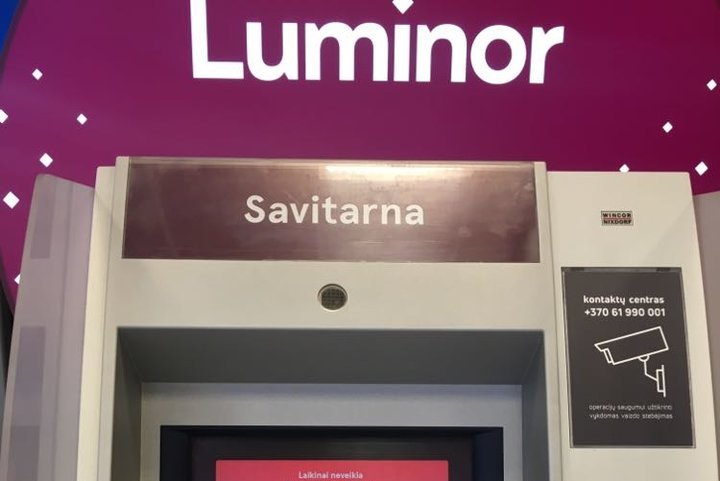 Luminor
Savitarna
WINCOR
NIXDORF
kontaktų centras
+370 61 990 001
operacijų saugumui užtikrinti
vykdomas vaizdo stebėjimas
Laikinai neveikia